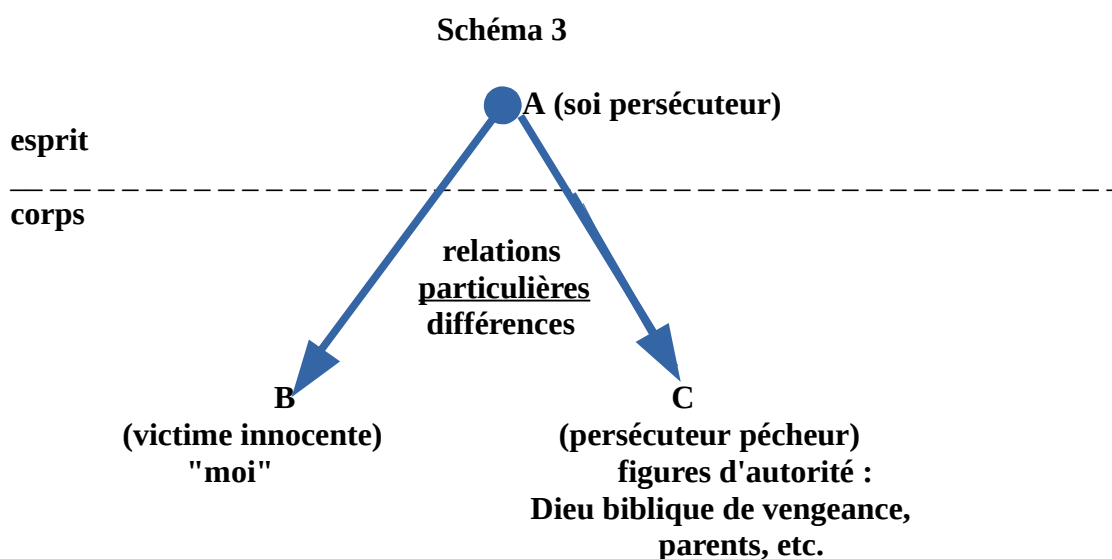 Schéma 3
A (soi persécuteur)
esprit
corps
relations
particulières
différences
B
(victime innocente)
"moi"
C
(persécuteur pécheur)
figures d'autorité :
Dieu biblique de vengeance,
parents, etc.